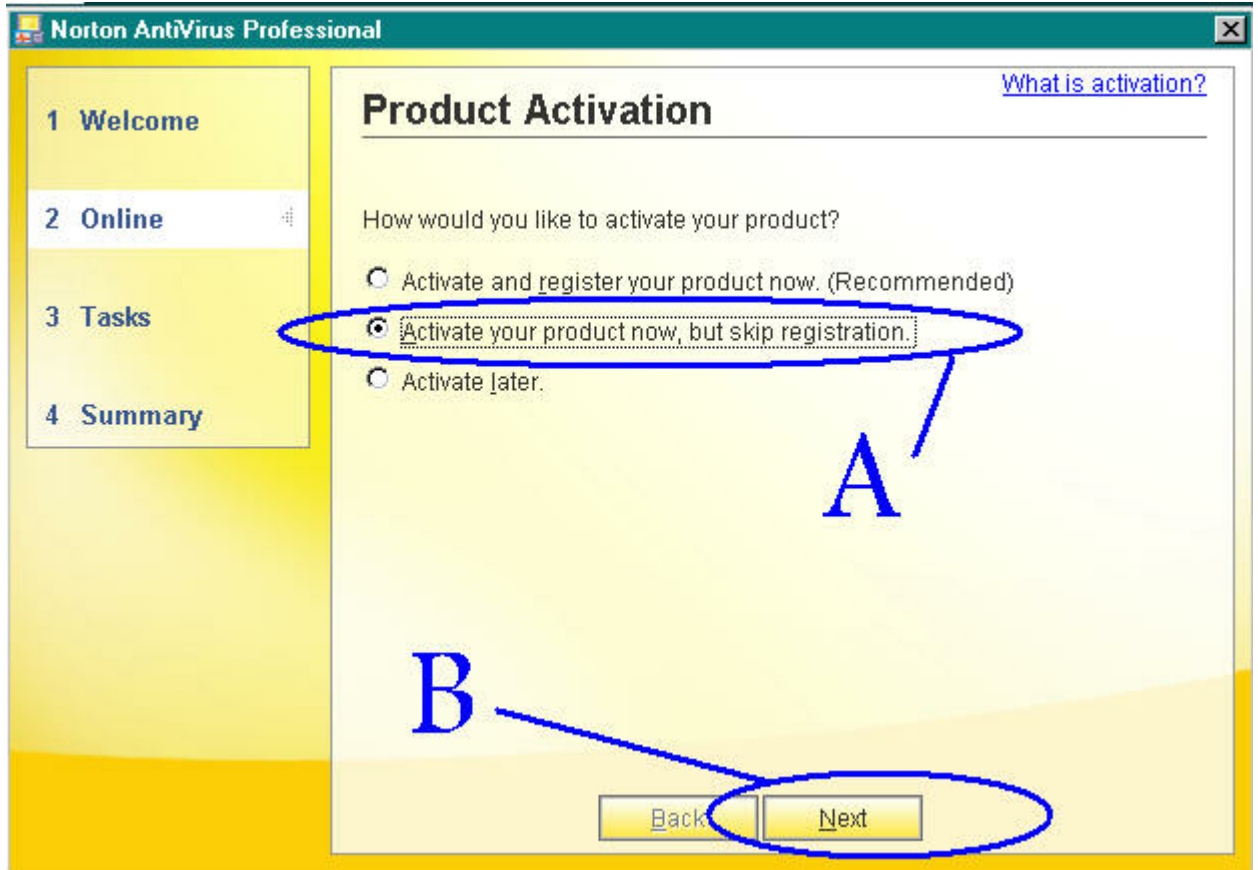 Norton AntiVirus Professional
1 Welcome
2 Online
3 Tasks
4 Summary
What is activation?
Product Activation
How would you like to activate your product?
Activate and register your product now. (Recommended)
Activate your product now, but skip registration.
Activate later.
A
B
Back
Next